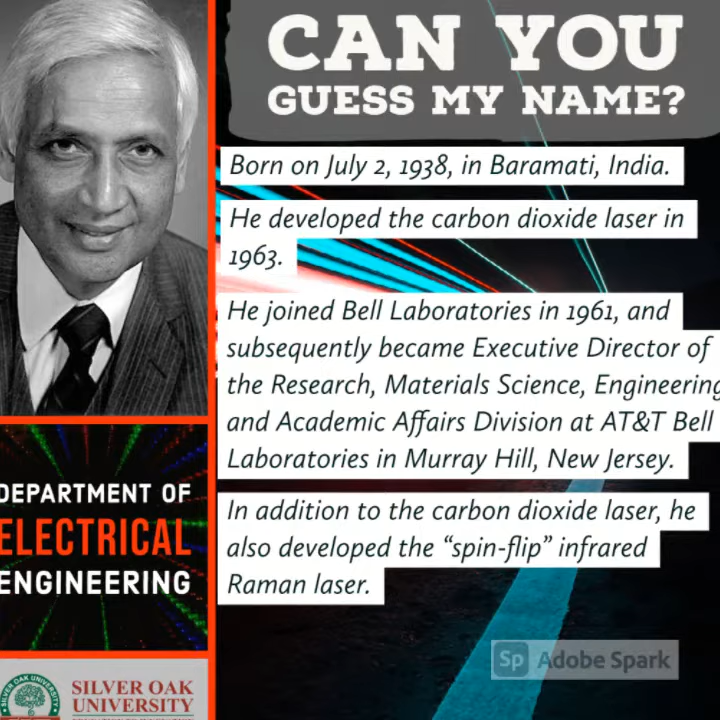 CAN YOU
GUESS MY NAME?
Born on July 2, 1938, in Baramati, India.
He developed the carbon dioxide laser in
1963.
He joined Bell Laboratories in 1961, and
subsequently became Executive Director of
the Research, Materials Science, Engineering
and Academic Affairs Division at AT&T Bell
Laboratories in Murray Hill, New Jersey.
In addition to the carbon dioxide laser, he
also developed the “spin-flip” infrared
Raman laser.
DEPARTMENT OF
ELECTRICAL
ENGINEERING
SILVER OAK UNIVERSITY
SILVER OAK
UNIVERSITY
Sp Adobe Spark